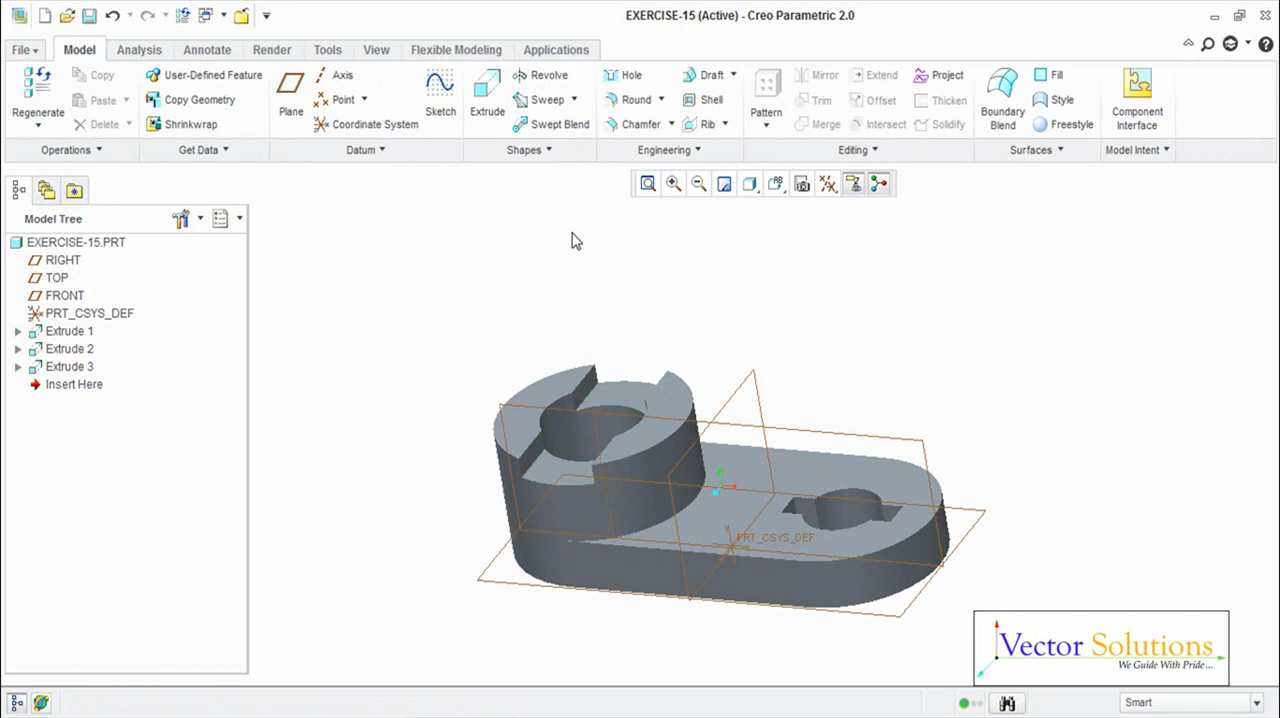 EXERCISE-15 (Active) - Creo Parametric 2.0
File Model Analysis Annotate Render Tools View Flexible Modeling Applications
Regenerate Copy Paste Delete User-Defined Feature Copy Geometry Shrinkwrap Plane Axis Point Coordinate System Sketch Extrude Revolve Sweep Swept Blend Hole Round Chamfer Draft Shell Rib Pattern Mirror Trim Merge Extend Offset Intersect Project Thicken Solidify Boundary Blend Fill Style Freestyle Component Interface
Operations Get Data Datum Shapes Engineering Editing Surfaces Model Intent
Model Tree
EXERCISE-15.PRT
RIGHT
TOP
FRONT
PRT_CSYS_DEF
Extrude 1
Extrude 2
Extrude 3
Insert Here
PRT_CSYS_DEF
Vector Solutions
We Guide With Pride...
Smart